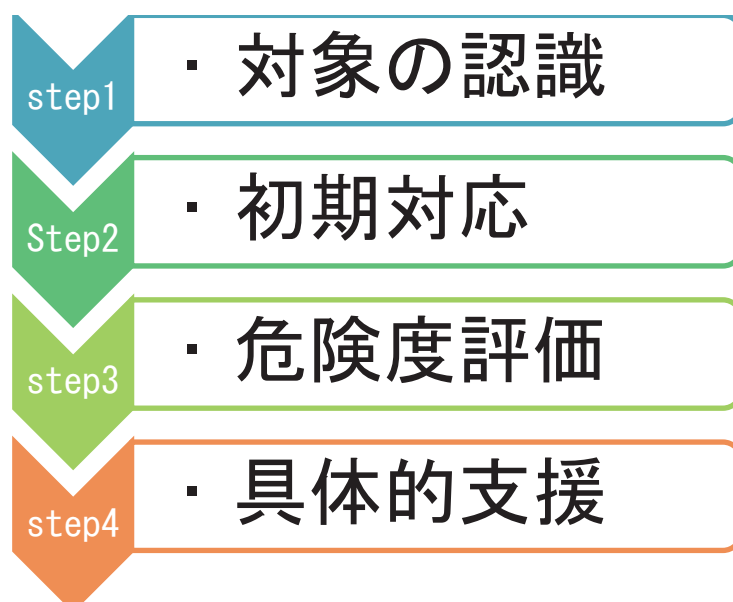 step1
・対象の認識
Step2
・初期対応
step3
・危険度評価
step4
・具体的支援